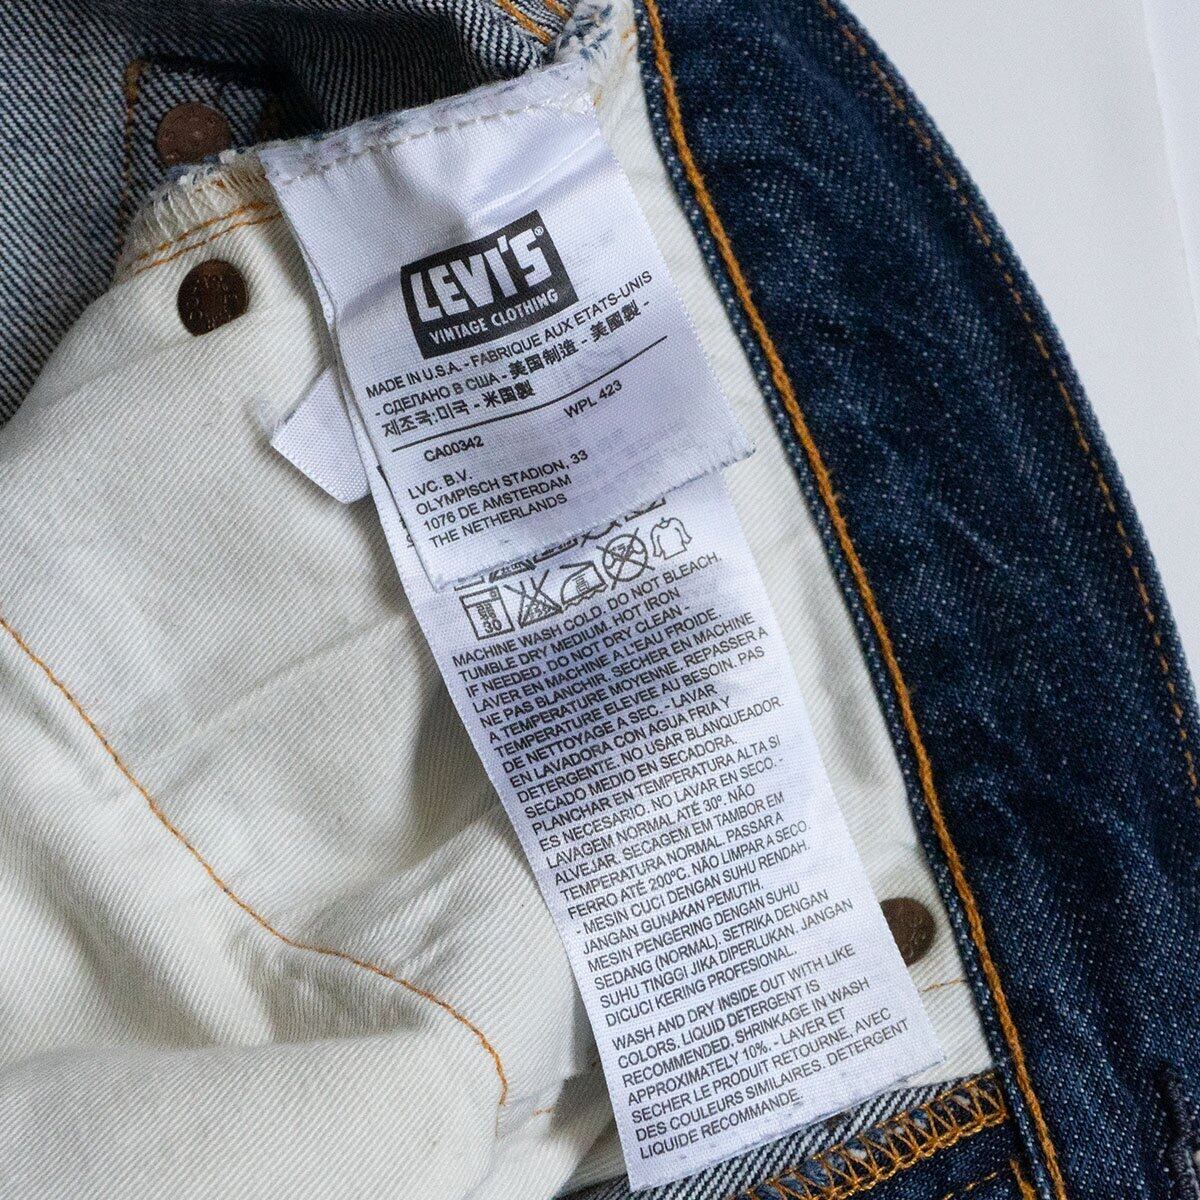 LEVI'S®
VINTAGE CLOTHING
MADE IN U.S.A. - FABRIQUE AUX ETATS-UNIS
- СДЕЛАНО В США - 美国制造 - 美國製 -
제조국:미국 - 米国製
CA00342 WPL 423
LVC. B.V.
OLYMPISCH STADION, 33
1076 DE AMSTERDAM
THE NETHERLANDS
30
MACHINE WASH COLD. DO NOT BLEACH.
TUMBLE DRY MEDIUM. HOT IRON
IF NEEDED. DO NOT DRY CLEAN -
LAVER EN MACHINE A L'EAU FROIDE.
NE PAS BLANCHIR. SECHER EN MACHINE
A TEMPERATURE MOYENNE. REPASSER A
TEMPERATURE ELEVEE AU BESOIN. PAS
DE NETTOYAGE A SEC. - LAVAR
EN LAVADORA CON AGUA FRIA Y
DETERGENTE. NO USAR BLANQUEADOR.
SECADO MEDIO EN SECADORA.
PLANCHAR EN TEMPERATURA ALTA SI
ES NECESARIO. NO LAVAR EN SECO. -
LAVAGEM NORMAL ATÉ 30º. NÃO
ALVEJAR. SECAGEM EM TAMBOR EM
TEMPERATURA NORMAL. PASSAR A
FERRO ATÉ 200ºC. NÃO LIMPAR A SECO.
- MESIN CUCI DENGAN SUHU RENDAH.
JANGAN GUNAKAN PEMUTIH.
MESIN PENGERING DENGAN SUHU
SEDANG (NORMAL). SETRIKA DENGAN
SUHU TINGGI JIKA DIPERLUKAN. JANGAN
DICUCI KERING PROFESIONAL.
WASH AND DRY INSIDE OUT WITH LIKE
COLORS. LIQUID DETERGENT IS
RECOMMENDED. SHRINKAGE IN WASH
APPROXIMATELY 10%. - LAVER ET
SECHER LE PRODUIT RETOURNE, AVEC
DES COULEURS SIMILAIRES. DETERGENT
LIQUIDE RECOMMANDE.